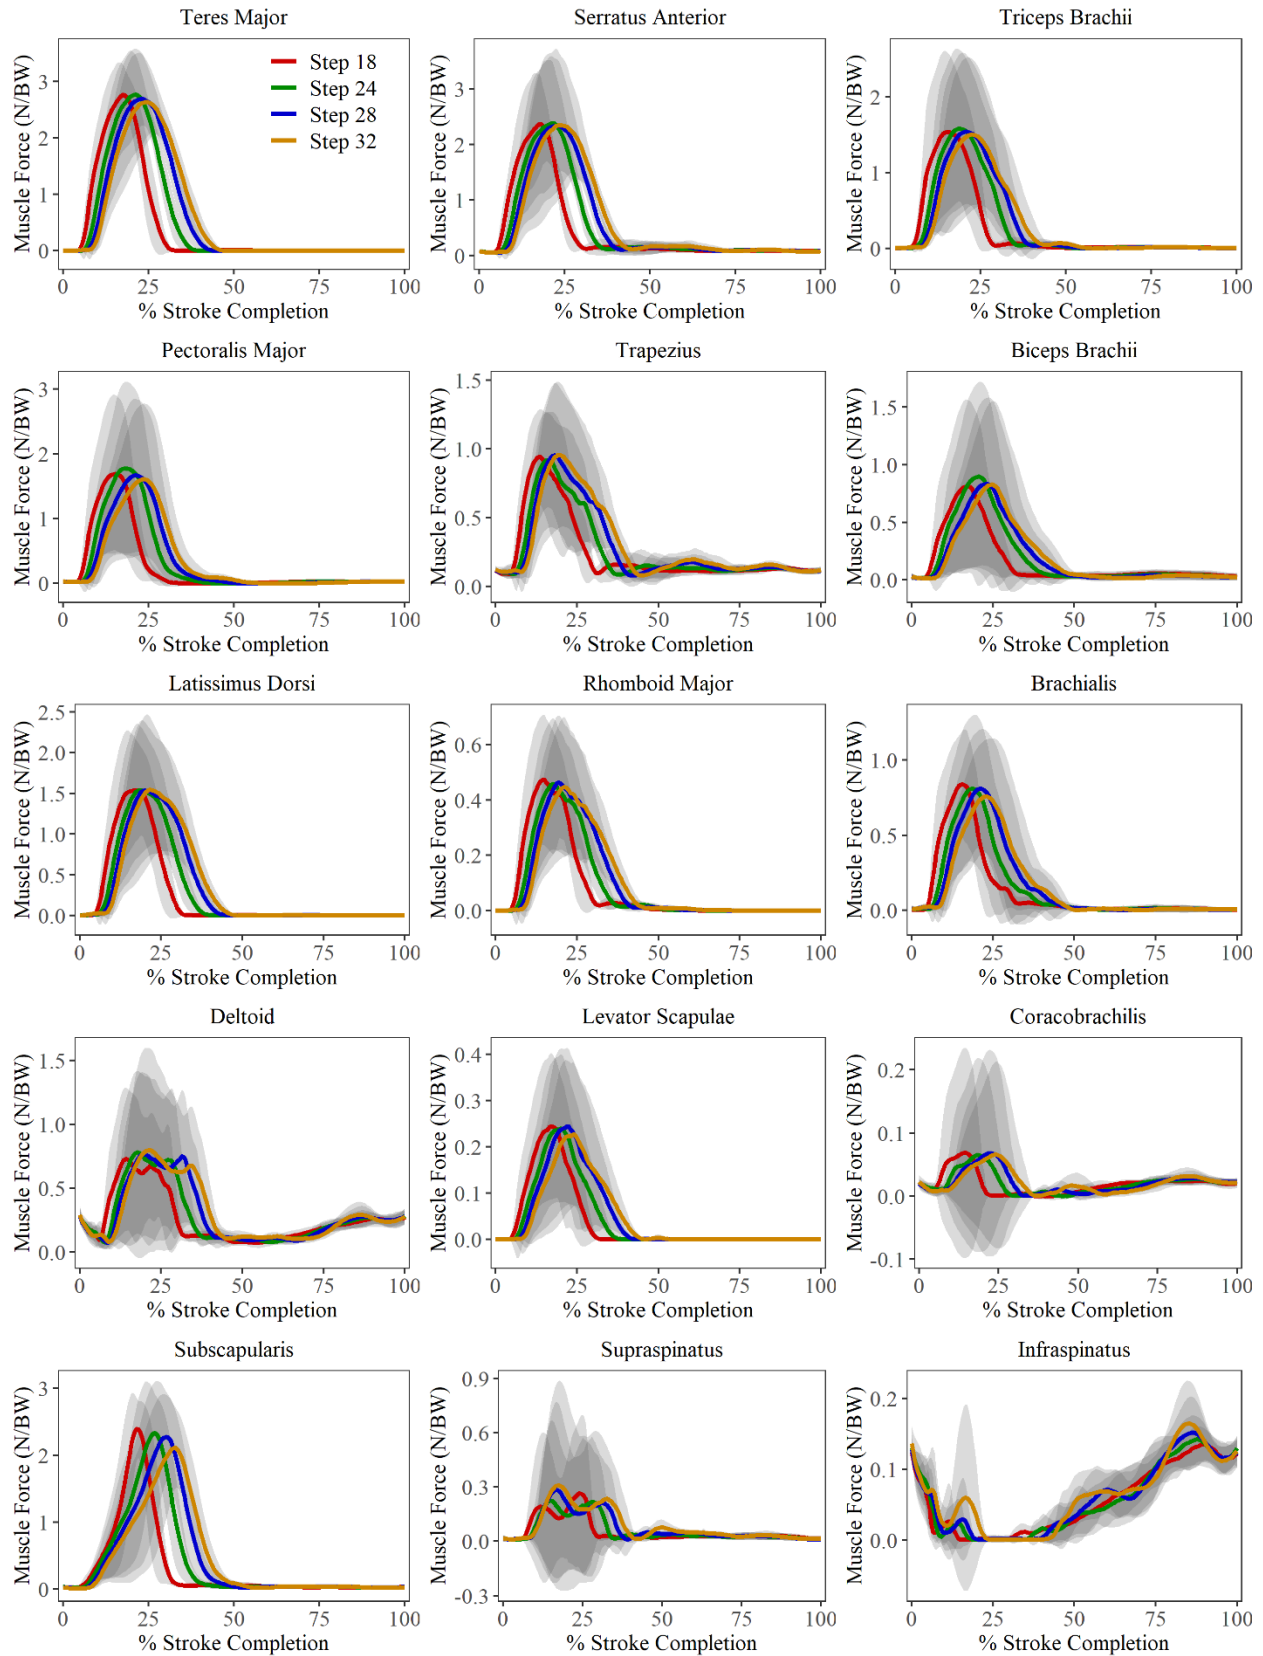 Teres Major
Serratus Anterior
Triceps Brachii
Muscle Force (N/BW)
3
2
1
0
Step 18
Step 24
Step 28
Step 32
0 25 50 75 100
% Stroke Completion
Muscle Force (N/BW)
3
2
1
0
0 25 50 75 100
% Stroke Completion
Muscle Force (N/BW)
2
1
0
0 25 50 75 100
% Stroke Completion
Pectoralis Major
Trapezius
Biceps Brachii
Muscle Force (N/BW)
3
2
1
0
0 25 50 75 100
% Stroke Completion
Muscle Force (N/BW)
1.5
1.0
0.5
0.0
0 25 50 75 100
% Stroke Completion
Muscle Force (N/BW)
1.5
1.0
0.5
0.0
0 25 50 75 100
% Stroke Completion
Latissimus Dorsi
Rhomboid Major
Brachialis
Muscle Force (N/BW)
2.5
2.0
1.5
1.0
0.5
0.0
0 25 50 75 100
% Stroke Completion
Muscle Force (N/BW)
0.6
0.4
0.2
0.0
0 25 50 75 100
% Stroke Completion
Muscle Force (N/BW)
1.0
0.5
0.0
0 25 50 75 100
% Stroke Completion
Deltoid
Levator Scapulae
Coracobrachilis
Muscle Force (N/BW)
1.5
1.0
0.5
0.0
0 25 50 75 100
% Stroke Completion
Muscle Force (N/BW)
0.4
0.3
0.2
0.1
0.0
0 25 50 75 100
% Stroke Completion
Muscle Force (N/BW)
0.2
0.1
0.0
-0.1
0 25 50 75 100
% Stroke Completion
Subscapularis
Supraspinatus
Infraspinatus
Muscle Force (N/BW)
3
2
1
0
0 25 50 75 100
% Stroke Completion
Muscle Force (N/BW)
0.9
0.6
0.3
0.0
-0.3
0 25 50 75 100
% Stroke Completion
Muscle Force (N/BW)
0.2
0.1
0.0
0 25 50 75 100
% Stroke Completion